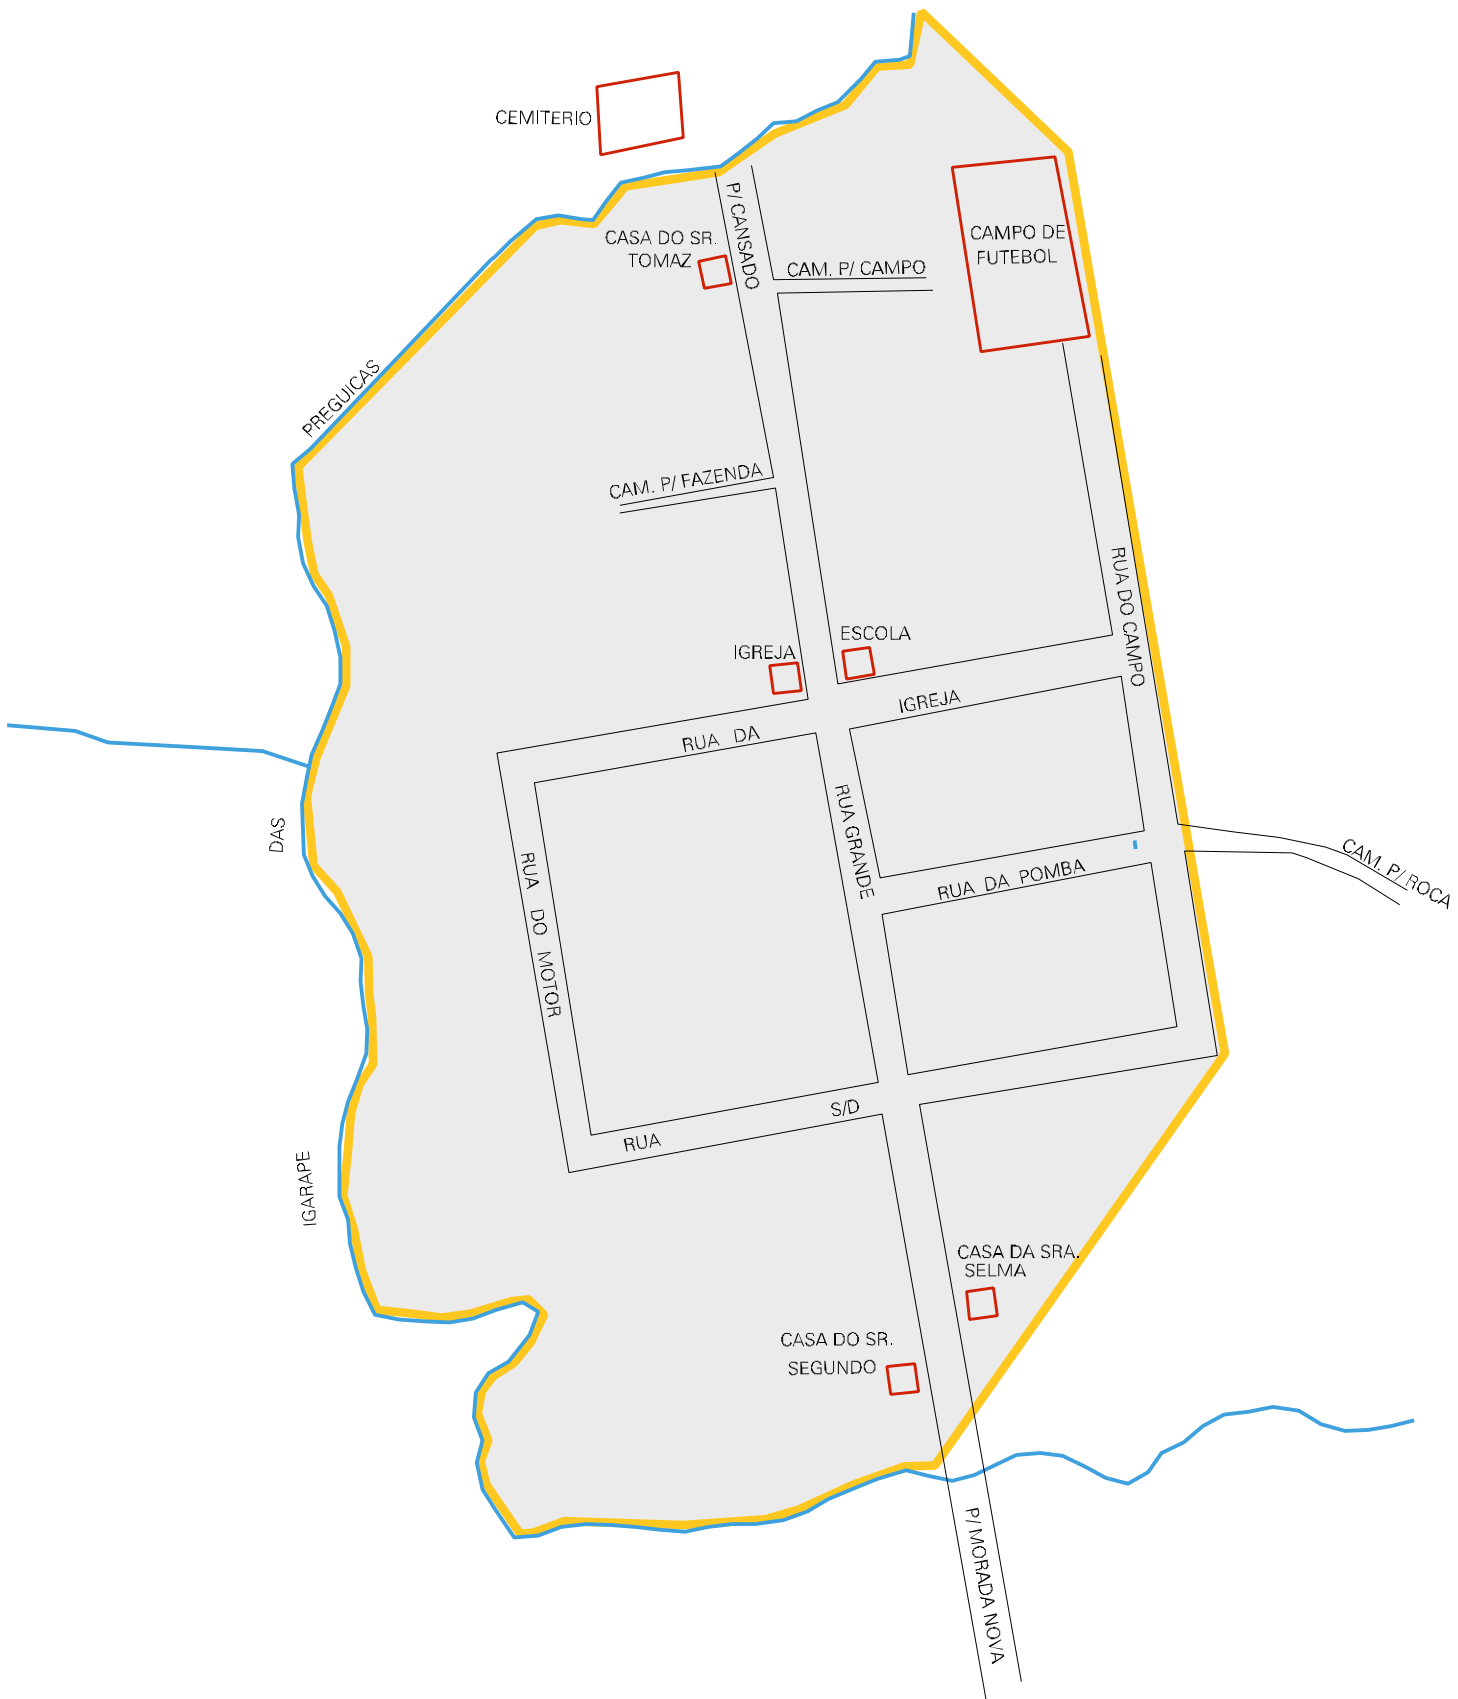 CEMITERIO
P/ CANSADO
CASA DO SR.
TOMAZ
CAM. P/ CAMPO
CAMPO DE
FUTEBOL
PREGUICAS
CAM. P/ FAZENDA
RUA DO CAMPO
ESCOLA
IGREJA
IGREJA
RUA DA
RUA GRANDE
DAS
CAM. P/ ROCA
RUA DA POMBA
RUA DO MOTOR
S/D
RUA
IGARAPE
CASA DA SRA.
SELMA
CASA DO SR.
SEGUNDO
P/ MORADA NOVA